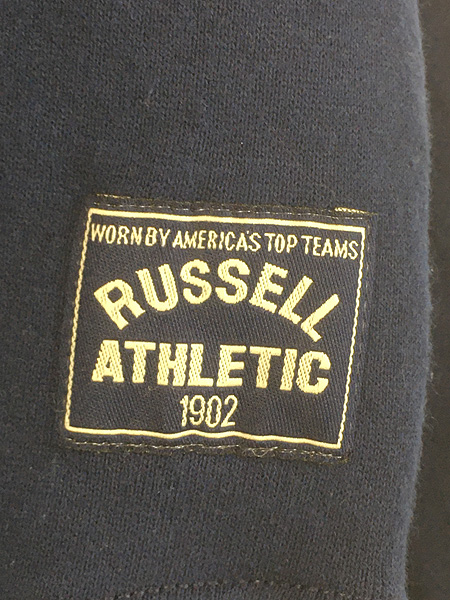 WORN BY AMERICA'S TOP TEAMS
RUSSELL
ATHLETIC
1902